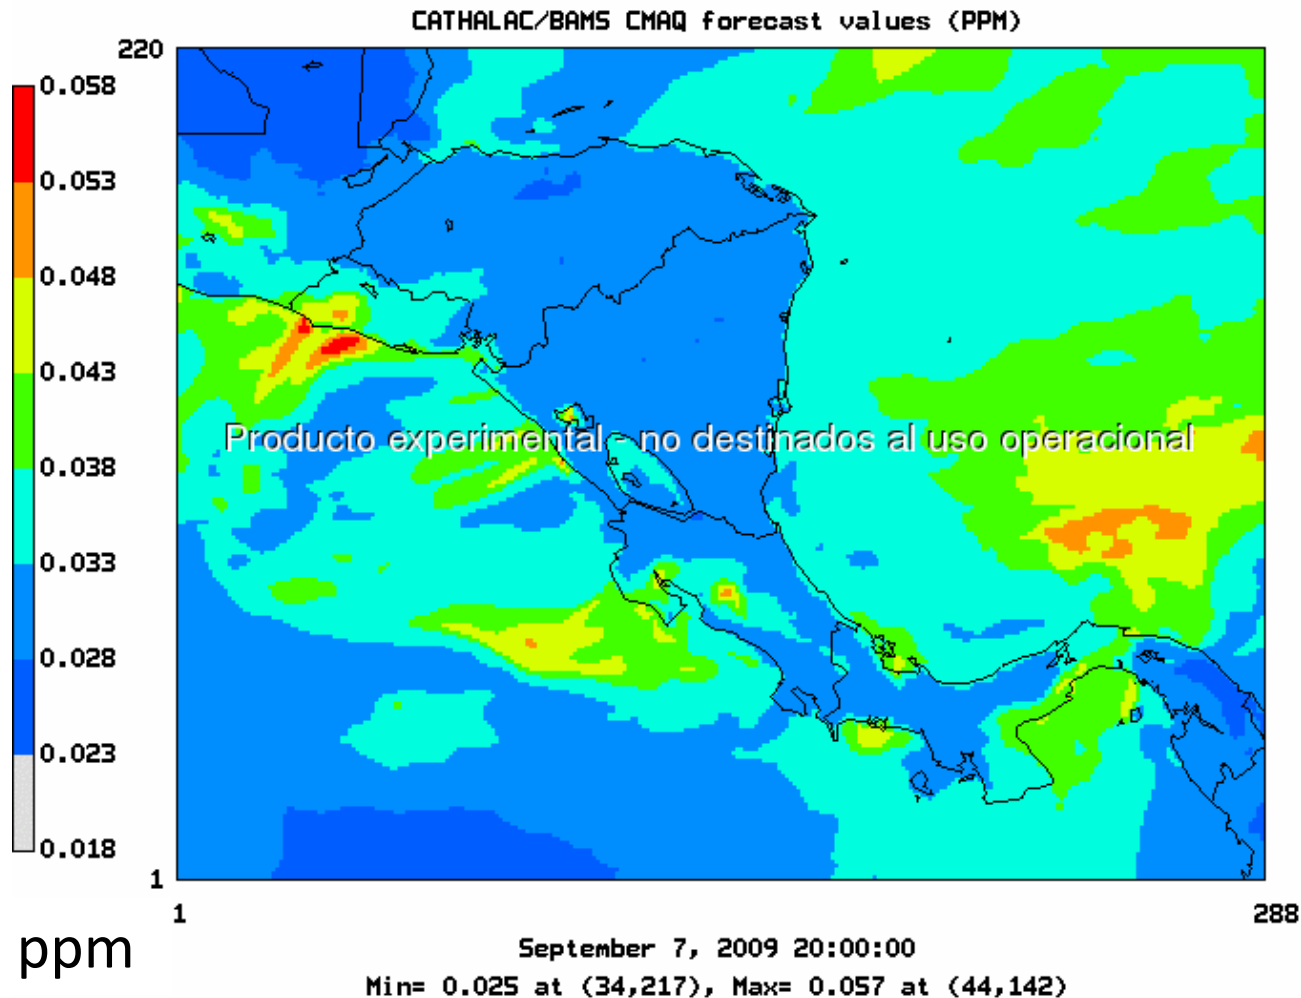 CATHALAC/BAMS CMAQ forecast values (PPM)
220
0.058
0.053
0.048
0.043
Producto experimental - no destinados al uso operacional
0.038
0.033
0.028
0.023
0.018
1
1
288
ppm
September 7, 2009 20:00:00
Min= 0.025 at (34,217), Max= 0.057 at (44,142)